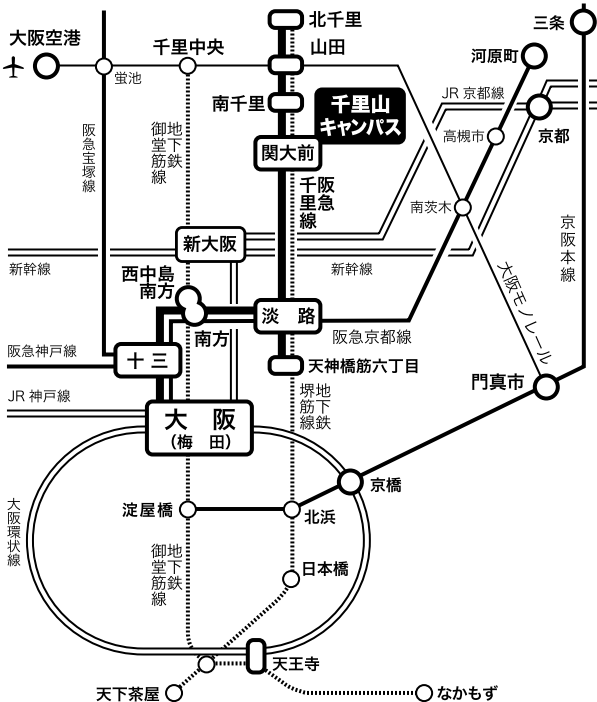 北千里
三条
大阪空港
千里中央
山田
河原町
蛍池
JR 京都線
南千里
千里山
キャンパス
京都
阪急宝塚線
御堂筋線
地下鉄
高槻市
関大前
千里線
阪急
南茨木
京阪本線
新大阪
新幹線
新幹線
西中島
南方
大阪モノレール
淡 路
南方
阪急京都線
阪急神戸線
十 三
天神橋筋六丁目
門真市
JR 神戸線
堺筋線
地下鉄
大 阪
(梅 田)
京橋
大阪環状線
淀屋橋
北浜
御堂筋線
地下鉄
日本橋
天王寺
天下茶屋
なかもず